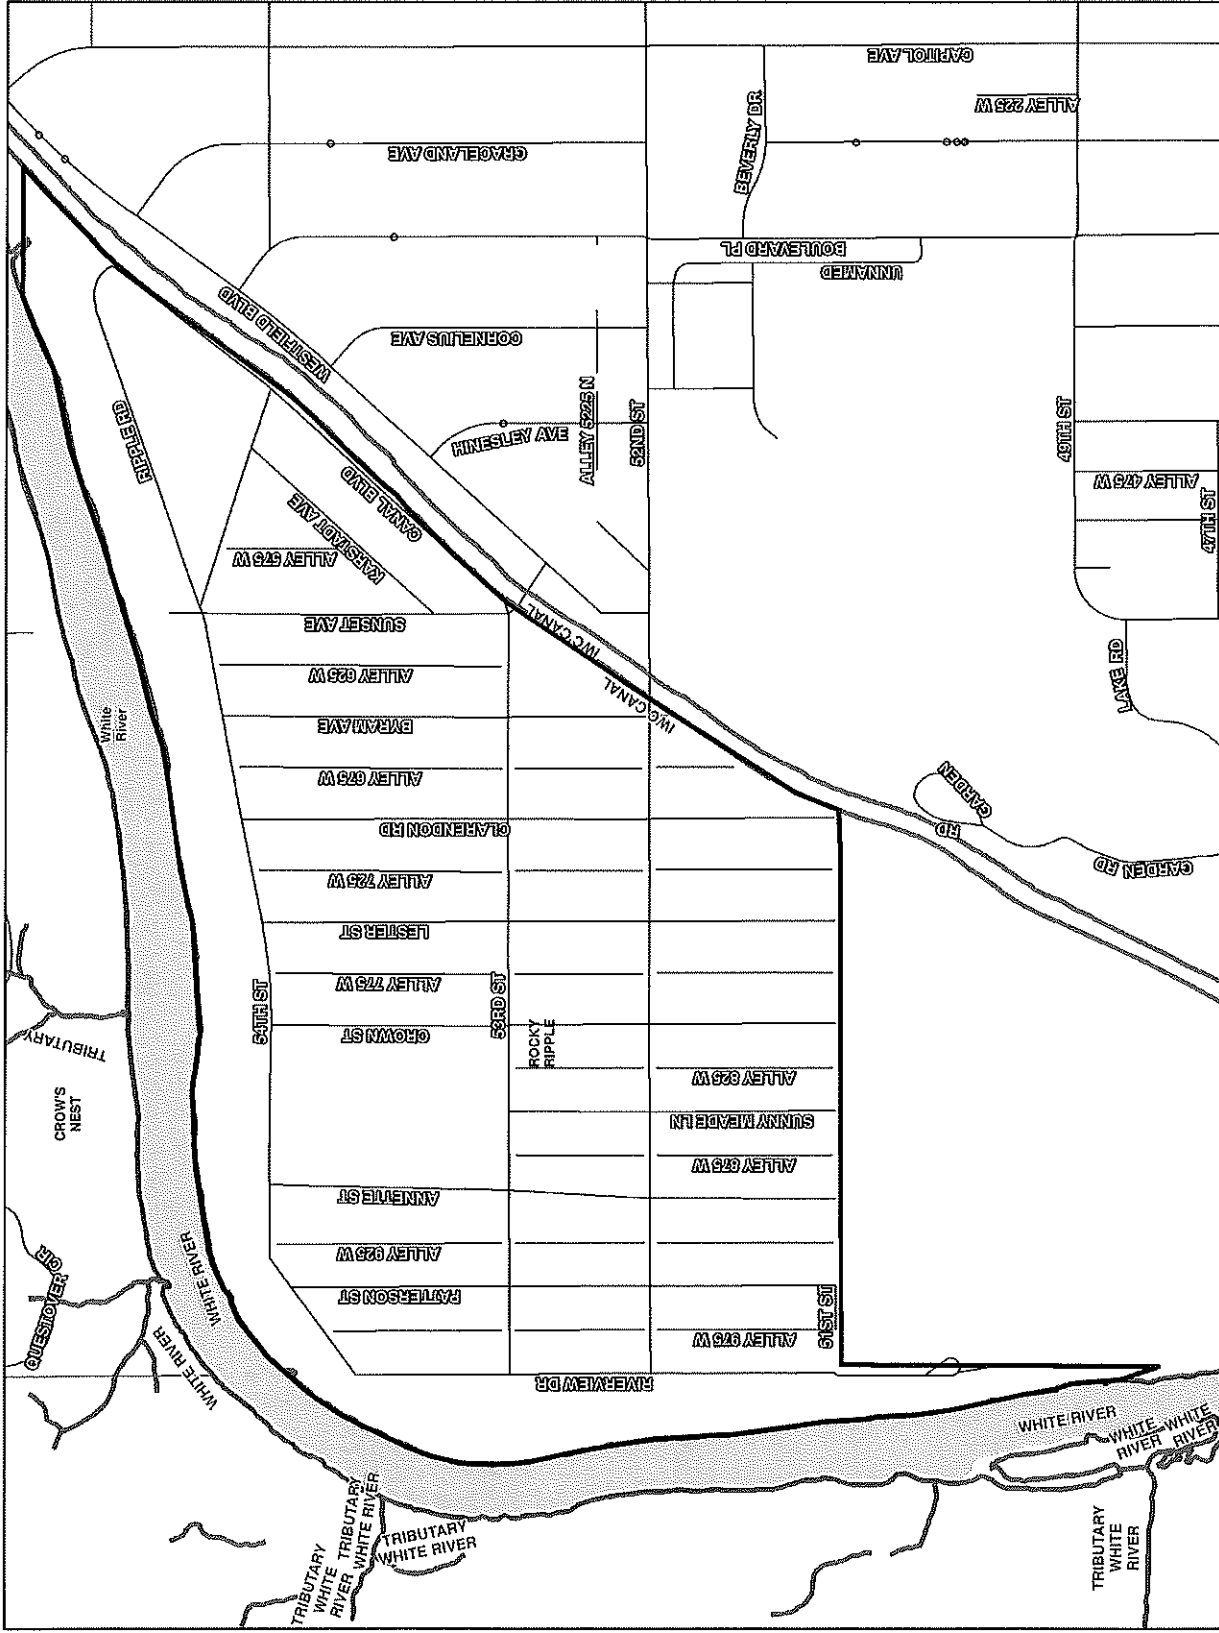 CAPITOL AVE
ALLEY 225 W
GRACELAND AVE
BEVERLY DR
BOULEVARD PL
UNNAMED
WESTFIELD BLVD
CORNELIUS AVE
RIPPLE RD
ALLEY 5225 N
HINESLEY AVE
52ND ST
49TH ST
ALLEY 475 W
47TH ST
CANAL BLVD
KARSTADT AVE
ALLEY 575 W
SUNSET AVE
IWC CANAL
IWC CANAL
ALLEY 625 W
LAKE RD
White
River
BYRAM AVE
ALLEY 675 W
GARDEN
RD
GARDEN RD
CLARENDON RD
ALLEY 725 W
LESTER ST
ALLEY 775 W
54TH ST
53RD ST
CROWN ST
ROCKY
RIPPLE
TRIBUTARY
CROW'S
NEST
ALLEY 825 W
SUNNY MEADE LN
ALLEY 875 W
ANNETTE ST
ALLEY 925 W
PATTERSON ST
QUESTOVER CIR
WHITE RIVER
WHITE RIVER
51ST ST
ALLEY 975 W
RIVERVIEW DR
WHITE RIVER
WHITE
RIVER
WHITE
RIVER
TRIBUTARY
WHITE RIVER
TRIBUTARY
WHITE RIVER
TRIBUTARY
WHITE
RIVER
TRIBUTARY
WHITE
RIVER